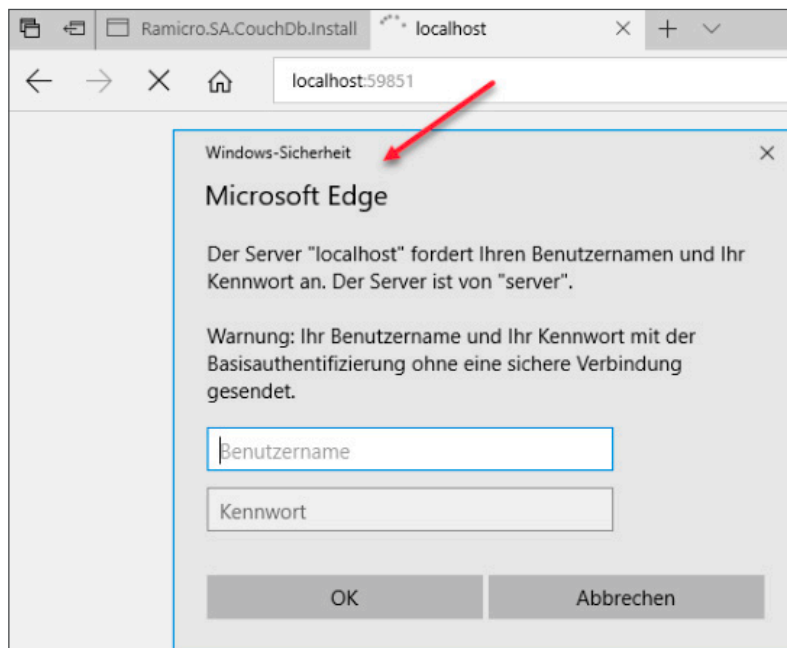 Ramicro.SA.CouchDb.Install
localhost
localhost:59851
Windows-Sicherheit
Microsoft Edge
Der Server "localhost" fordert Ihren Benutzernamen und Ihr
Kennwort an. Der Server ist von "server".
Warnung: Ihr Benutzername und Ihr Kennwort mit der
Basisauthentifizierung ohne eine sichere Verbindung
gesendet.
Benutzername
Kennwort
OK
Abbrechen